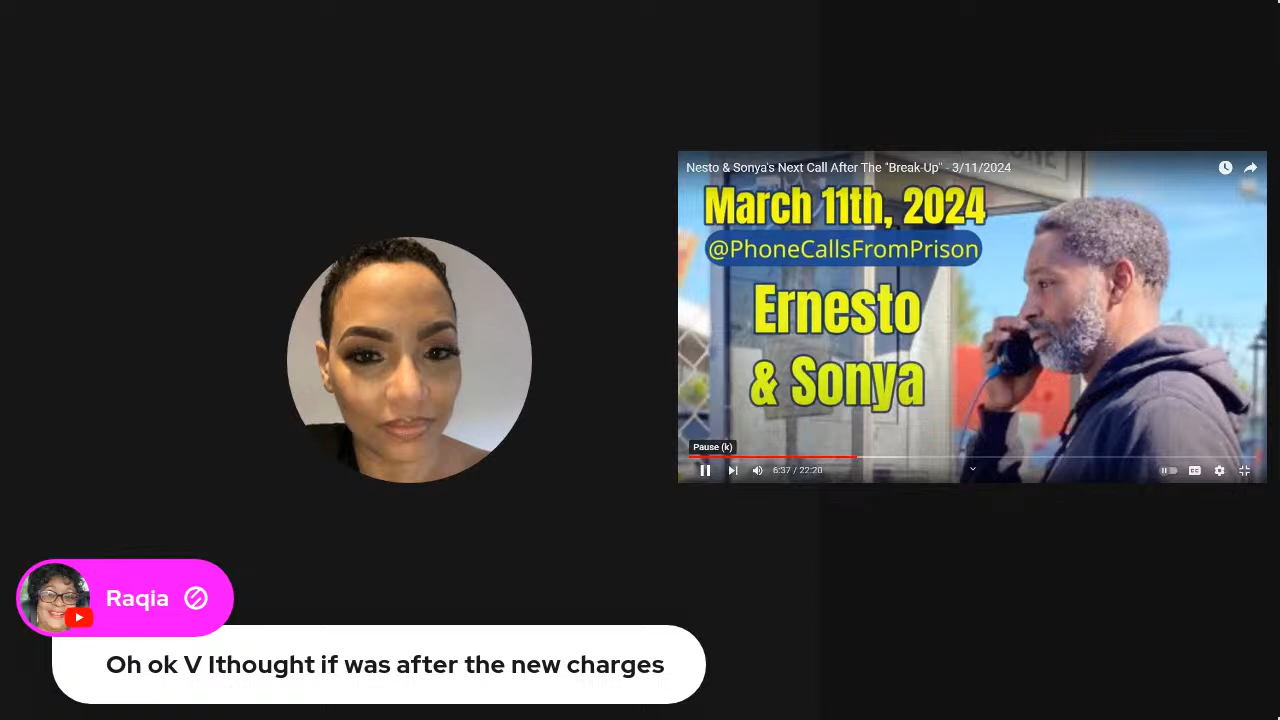 Nesto & Sonya's Next Call After The "Break-Up" - 3/11/2024
March 11th, 2024
@PhoneCallsFromPrison
Ernesto
& Sonya
Pause (k)
6:37 / 22:20
Raqia
Oh ok V Ithought if was after the new charges